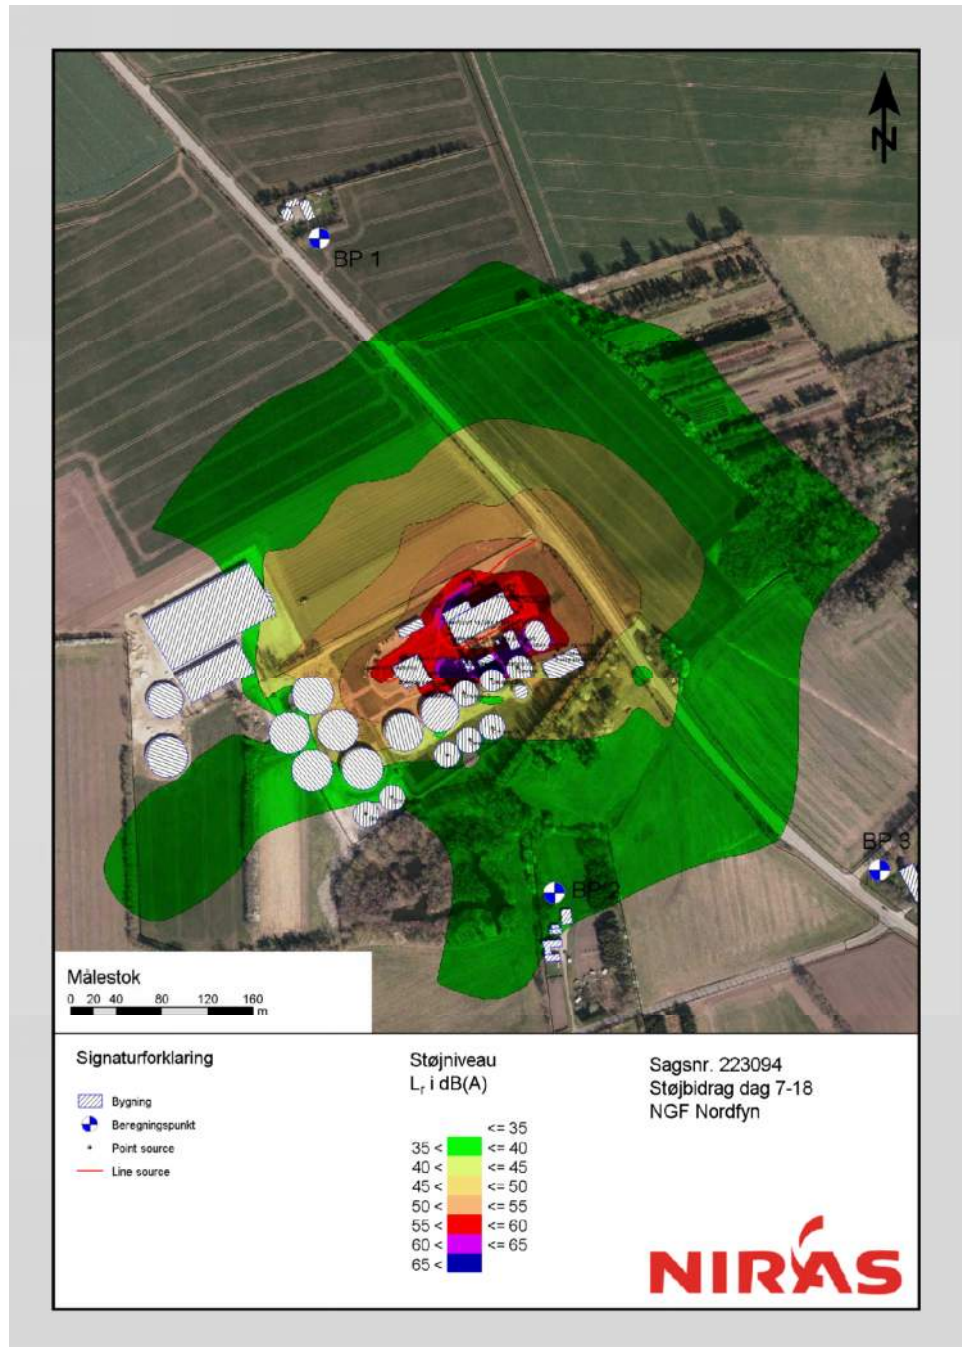 N
BP 1
BP 3
BP 2
Målestok
0 20 40 80 120 160
m
Signaturforklaring
Bygning
Beregningspunkt
Point source
Line source
Støjniveau
Lr i dB(A)
<= 35
35 < <= 40
40 < <= 45
45 < <= 50
50 < <= 55
55 < <= 60
60 < <= 65
65 <
Sagsnr. 223094
Støjbidrag dag 7-18
NGF Nordfyn
NIRAS